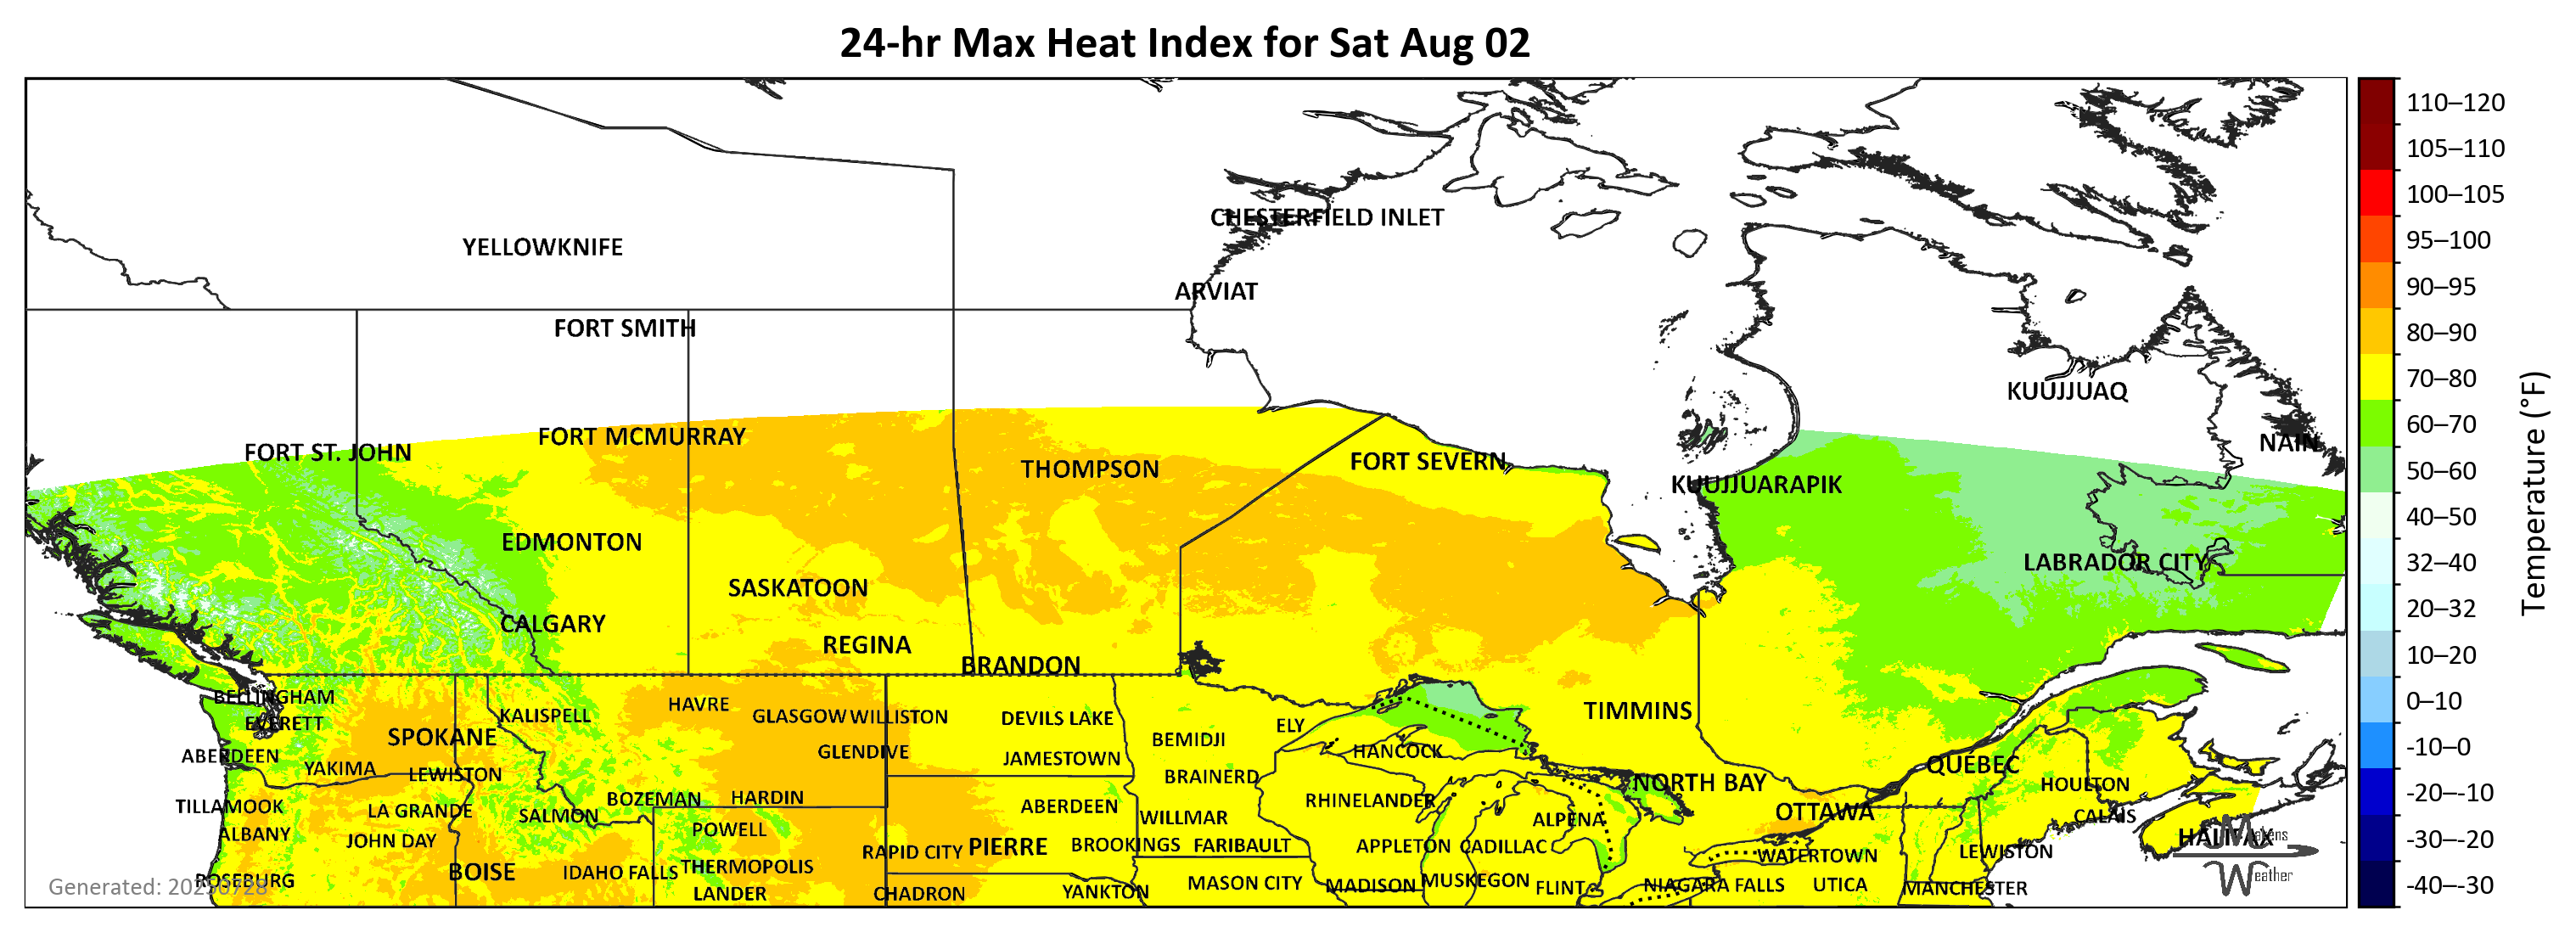 24-hr Max Heat Index for Sat Aug 02
110–120
105–110
CHESTERFIELD INLET
100–105
YELLOWKNIFE
95–100
ARVIAT
90–95
FORT SMITH
80–90
70–80
KUUJJUAQ
60–70
FORT MCMURRAY
NAIN
FORT ST. JOHN
FORT SEVERN
THOMPSON
50–60
KUUJJUARAPIK
Temperature (°F)
40–50
EDMONTON
LABRADOR CITY
32–40
SASKATOON
20–32
CALGARY
REGINA
10–20
BRANDON
BELLINGHAM
0–10
HAVRE
TIMMINS
KALISPELL
GLASGOW
WILLISTON
DEVILS LAKE
EVERETT
ELY
SPOKANE
BEMIDJI
-10–0
GLENDIVE
HANCOCK
ABERDEEN
JAMESTOWN
QUÉBEC
YAKIMA
LEWISTON
BRAINERD
NORTH BAY
HOULTON
-20–-10
BOZEMAN
HARDIN
RHINELANDER
TILLAMOOK
ABERDEEN
LA GRANDE
OTTAWA
SALMON
CALAIS
WILLMAR
ALPENA
POWELL
ALBANY
HALIFAX
Makens
Weather
-30–-20
JOHN DAY
PIERRE
BROOKINGS
FARIBAULT
APPLETON
CADILLAC
RAPID CITY
LEWISTON
WATERTOWN
THERMOPOLIS
BOISE
IDAHO FALLS
ROSEBURG
MUSKEGON
MASON CITY
MADISON
NIAGARA FALLS
UTICA
-40–-30
Generated: 20250728
FLINT
MANCHESTER
YANKTON
LANDER
CHADRON